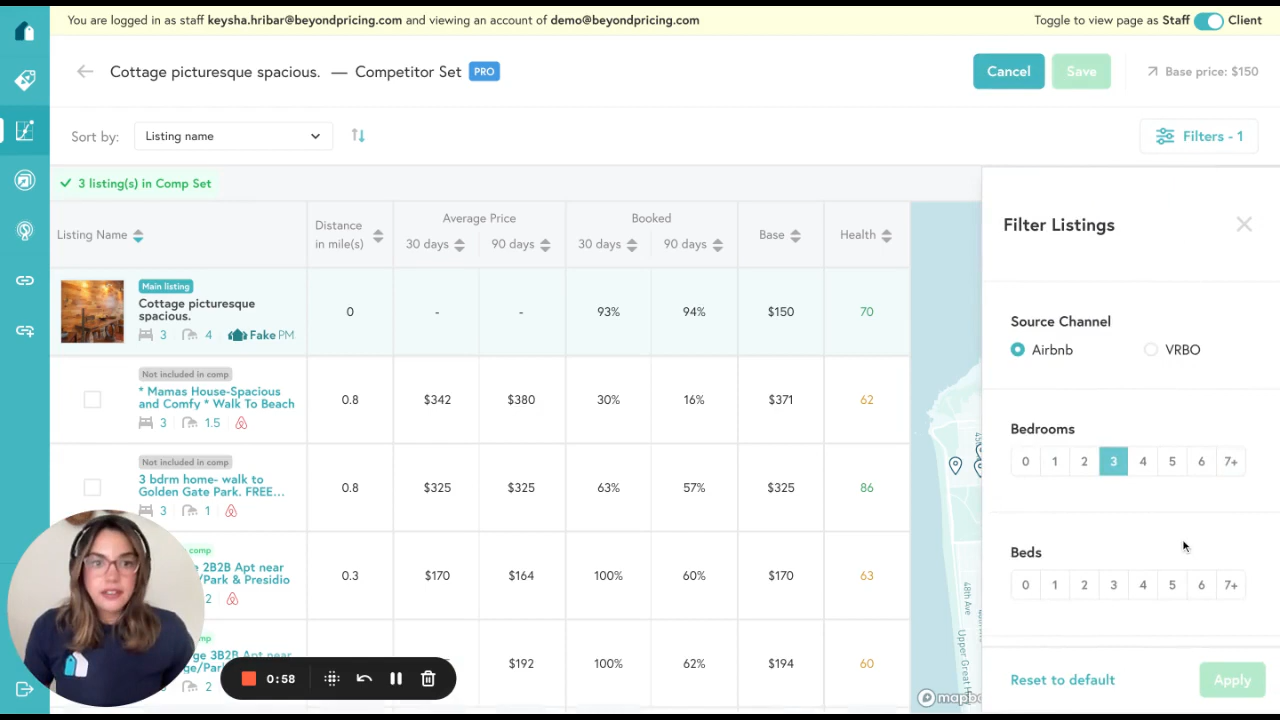 You are logged in as staff keysha.hribar@beyondpricing.com and viewing an account of demo@beyondpricing.com
Toggle to view page as Staff Client
Cottage picturesque spacious. — Competitor Set PRO
Cancel Save Base price: $150
Sort by: Listing name
Filters - 1
3 listing(s) in Comp Set
Listing Name
Distance
in mile(s)
Average Price
30 days 90 days
Booked
30 days 90 days
Base
Health
Main listing
Cottage picturesque
spacious.
3 4 Fake PM
0 - - 93% 94% $150 70
Not included in comp
* Mamas House-Spacious
and Comfy * Walk To Beach
3 1.5
0.8 $342 $380 30% 16% $371 62
Not included in comp
3 bdrm home- walk to
Golden Gate Park. FREE...
3 1
0.8 $325 $325 63% 57% $325 86
comp
2B2B Apt near
/Park & Presidio
2
0.3 $170 $164 100% 60% $170 63
3B2B Apt near
2
$192 100% 62% $194 60
0:58
48th Ave
Upper Great
Filter Listings
Source Channel
Airbnb VRBO
Bedrooms
0 1 2 3 4 5 6 7+
Beds
0 1 2 3 4 5 6 7+
Reset to default Apply